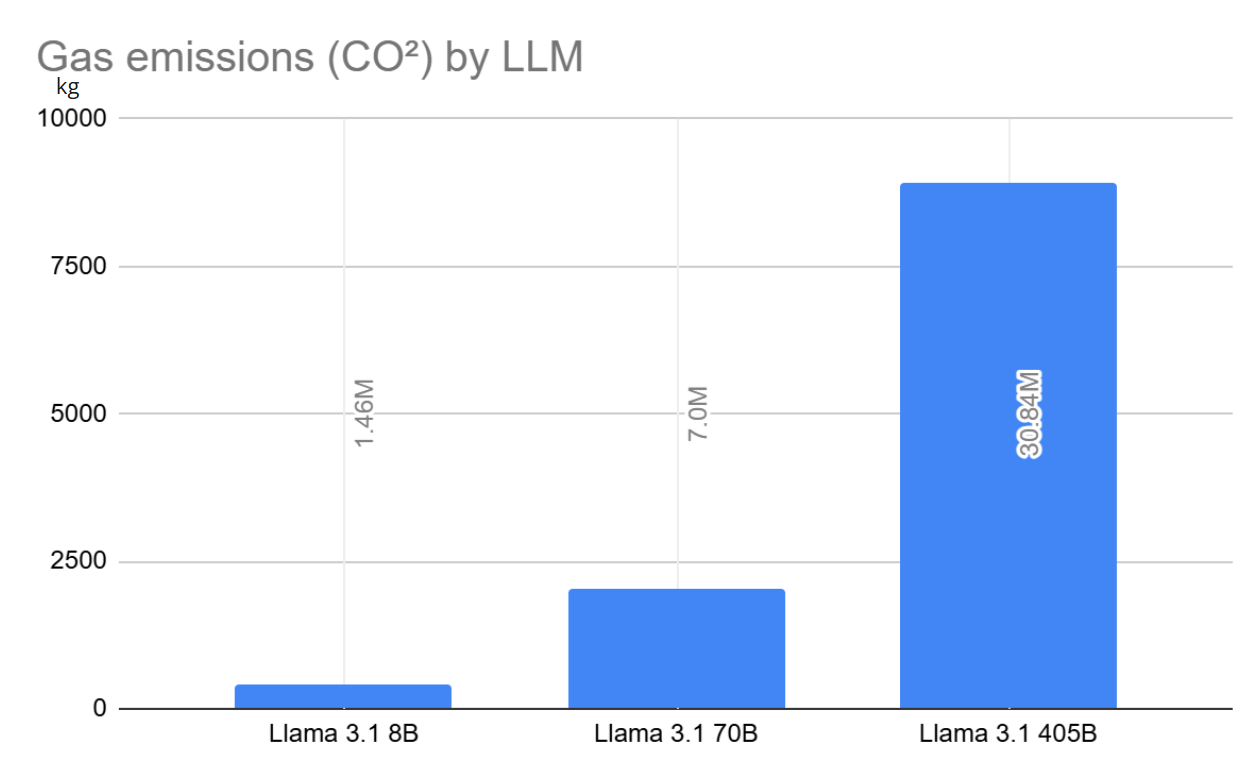 Gas emissions (CO²) by LLM
kg
10000
7500
5000
2500
0
1.46M
7.0M
30.84M
Llama 3.1 8B
Llama 3.1 70B
Llama 3.1 405B